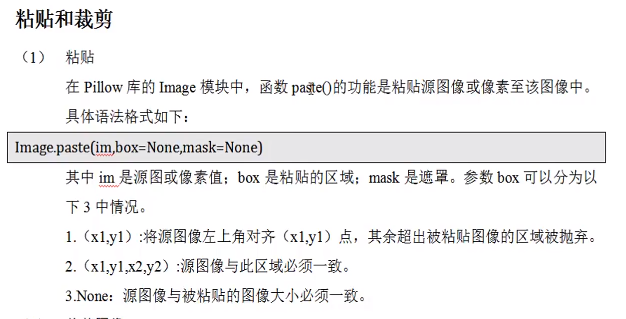 粘贴和裁剪
（1） 粘贴
在 Pillow 库的 Image 模块中，函数 paste()的功能是粘贴源图像或像素至该图像中。
具体语法格式如下：
Image.paste(im,box=None,mask=None)
其中 im 是源图或像素值；box 是粘贴的区域；mask 是遮罩。参数 box 可以分为以
下 3 中情况。
1.（x1,y1）:将源图像左上角对齐（x1,y1）点，其余超出被粘贴图像的区域被抛弃。
2.（x1,y1,x2,y2）:源图像与此区域必须一致。
3.None：源图像与被粘贴的图像大小必须一致。